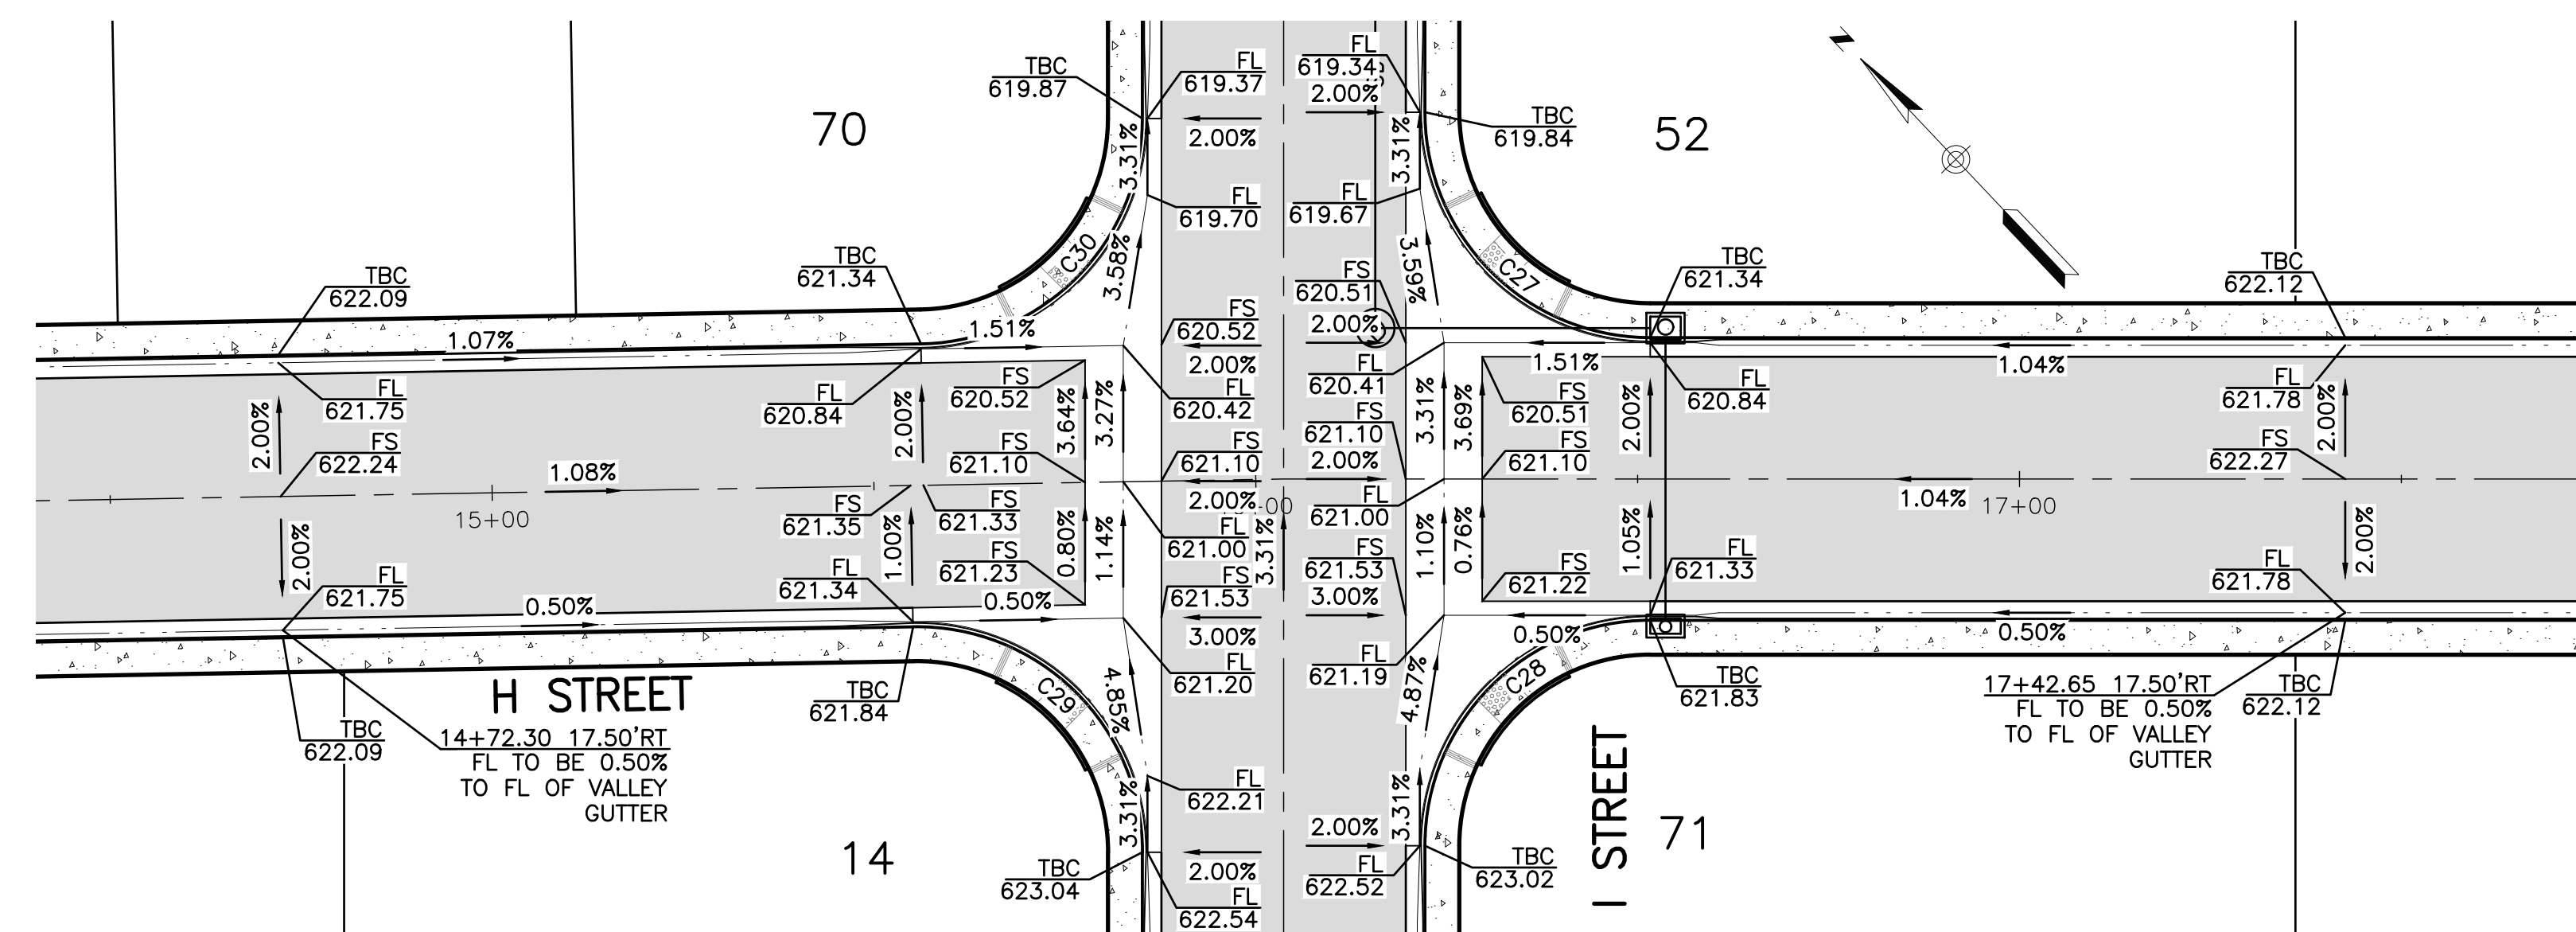 N
70
52
14
71
TBC
619.87
FL
619.37
FL
619.34
S
2.00%
2.00%
TBC
619.84
3.31%
3.31%
FL
619.70
FL
619.67
C30
C27
3.58%
3.59%
TBC
622.09
TBC
621.34
FS
620.51
FS
620.52
2.00%
2.00%
TBC
621.34
TBC
622.12
1.07%
1.51%
1.51%
1.04%
FL
621.75
FL
620.84
FS
620.52
FL
620.42
FL
620.41
FS
620.51
FL
620.84
FL
621.78
2.00%
2.00%
3.64%
3.27%
3.31%
3.69%
2.00%
2.00%
FS
622.24
1.08%
FS
621.10
FS
621.10
FS
621.10
2.00%
2.00%
FS
621.10
FS
622.27
1.04%
15+00
+00
17+00
FS
621.35
FS
621.33
FL
621.00
FL
621.00
2.00%
1.00%
0.80%
1.14%
3.31%
1.10%
0.76%
1.05%
2.00%
FL
621.75
FL
621.34
FS
621.23
FS
621.53
FS
621.53
FS
621.22
FL
621.33
FL
621.78
0.50%
0.50%
3.00%
3.00%
0.50%
0.50%
FL
621.20
FL
621.19
4.85%
4.87%
C29
C28
H STREET
I STREET
TBC
622.09
14+72.30 17.50'RT
FL TO BE 0.50%
TO FL OF VALLEY
GUTTER
TBC
621.84
TBC
621.83
17+42.65 17.50'RT
FL TO BE 0.50%
TO FL OF VALLEY
GUTTER
TBC
622.12
3.31%
3.31%
FL
622.21
2.00%
2.00%
TBC
623.04
FL
622.54
FL
622.52
TBC
623.02